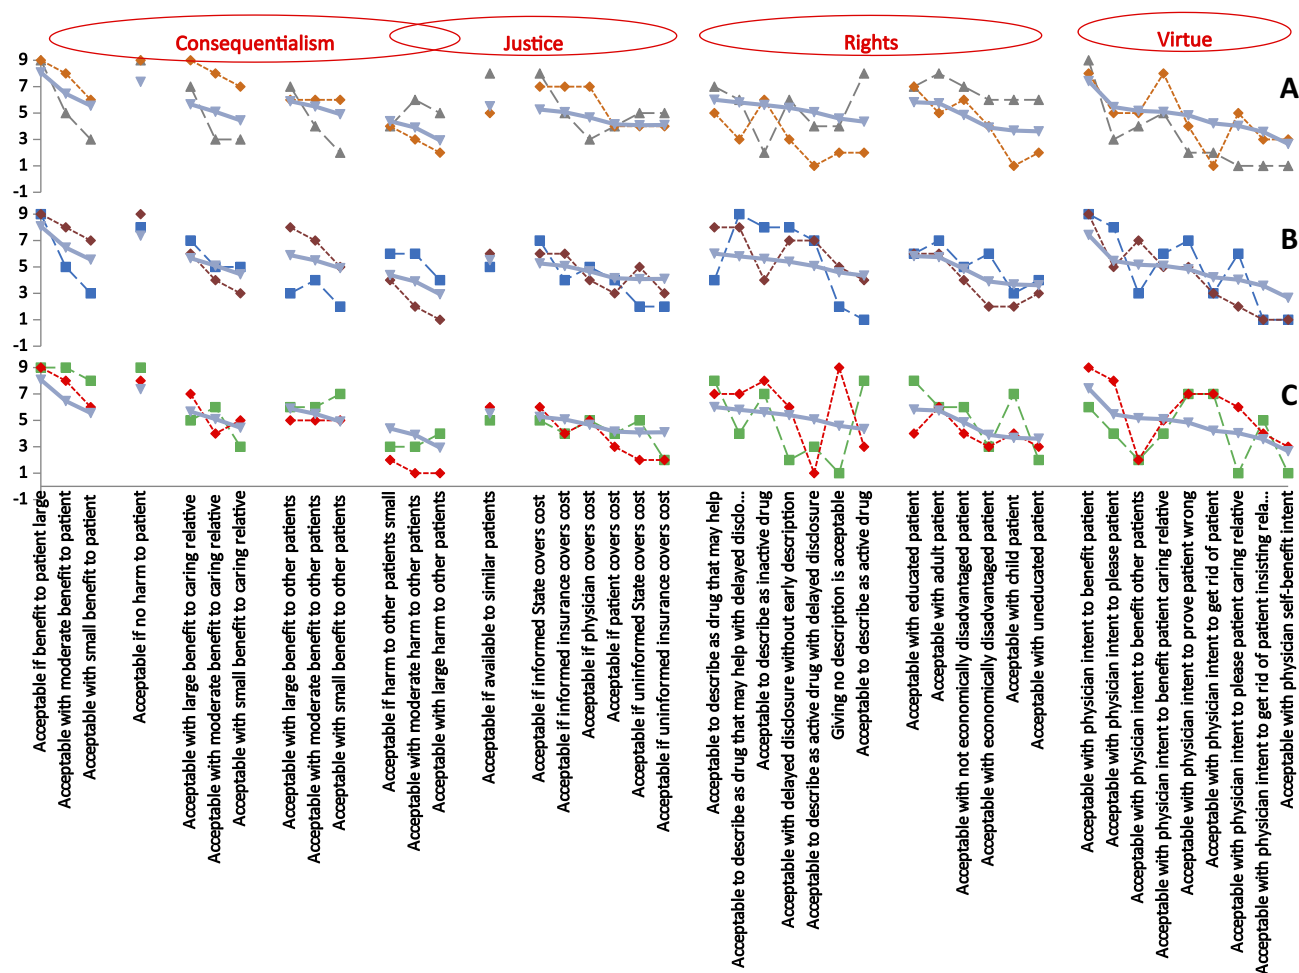 Consequentialism
Justice
Rights
Virtue
9
7
5
3
1
-1
A
9
7
5
3
1
-1
B
9
7
5
3
1
-1
C
Acceptable if benefit to patient large
Acceptable with moderate benefit to patient
Acceptable with small benefit to patient
Acceptable if no harm to patient
Acceptable with large benefit to caring relative
Acceptable with moderate benefit to caring relative
Acceptable with small benefit to caring relative
Acceptable with large benefit to other patients
Acceptable with moderate benefit to other patients
Acceptable with small benefit to other patients
Acceptable if harm to other patients small
Acceptable with moderate harm to other patients
Acceptable with large harm to other patients
Acceptable if available to similar patients
Acceptable if informed State covers cost
Acceptable if informed insurance covers cost
Acceptable if physician covers cost
Acceptable if patient covers cost
Acceptable if uninformed State covers cost
Acceptable if uninformed insurance covers cost
Acceptable to describe as drug that may help
Acceptable to describe as drug that may help with delayed disclo...
Acceptable to describe as inactive drug
Acceptable with delayed disclosure without early description
Acceptable to describe as active drug with delayed disclosure
Giving no description is acceptable
Acceptable to describe as active drug
Acceptable with educated patient
Acceptable with adult patient
Acceptable with not economically disadvantaged patient
Acceptable with economically disadvantaged patient
Acceptable with child patient
Acceptable with uneducated patient
Acceptable with physician intent to benefit patient
Acceptable with physician intent to please patient
Acceptable with physician intent to benefit other patients
Acceptable with physician intent to benefit patient caring relative
Acceptable with physician intent to prove patient wrong
Acceptable with physician intent to get rid of patient
Acceptable with physician intent to please patient caring relative
Acceptable with physician intent to get rid of patient insisting rela...
Acceptable with physician self-benefit intent